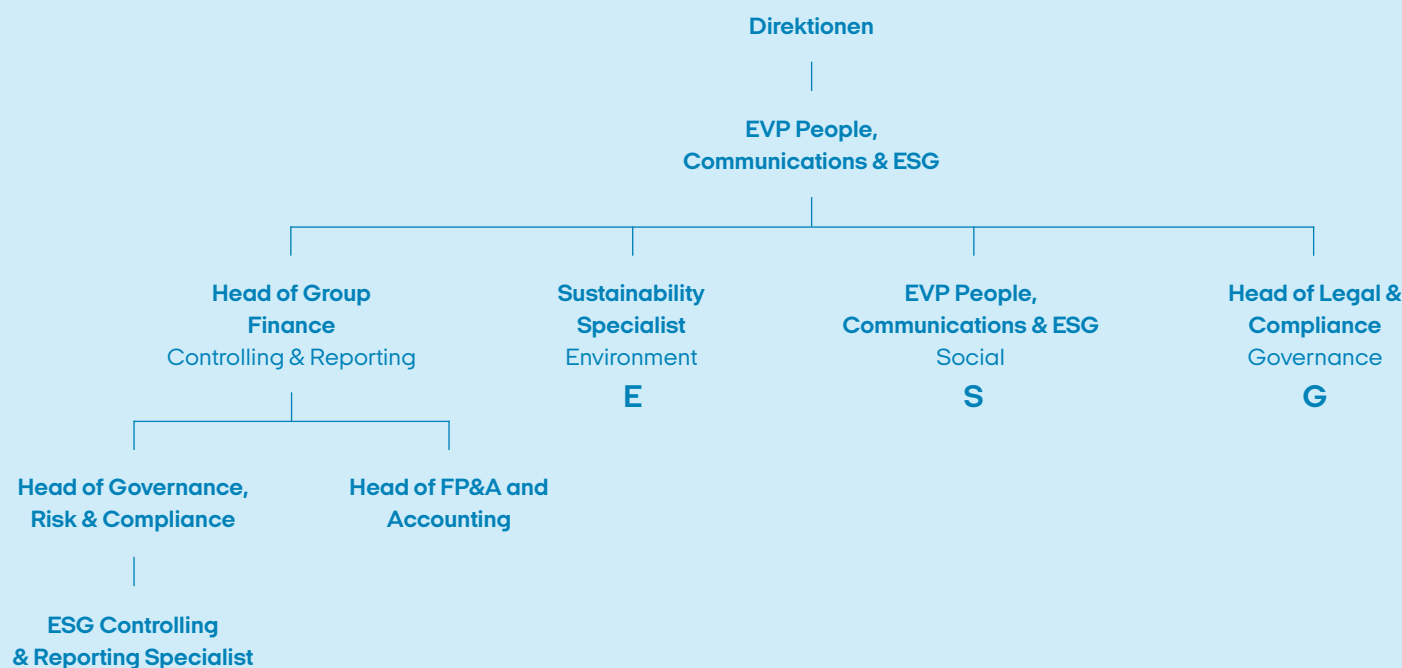 Direktionen
EVP People,
Communications & ESG
Head of Group
Finance
Controlling & Reporting
Sustainability
Specialist
Environment
E
EVP People,
Communications & ESG
Social
S
Head of Legal &
Compliance
Governance
G
Head of Governance,
Risk & Compliance
Head of FP&A and
Accounting
ESG Controlling
& Reporting Specialist